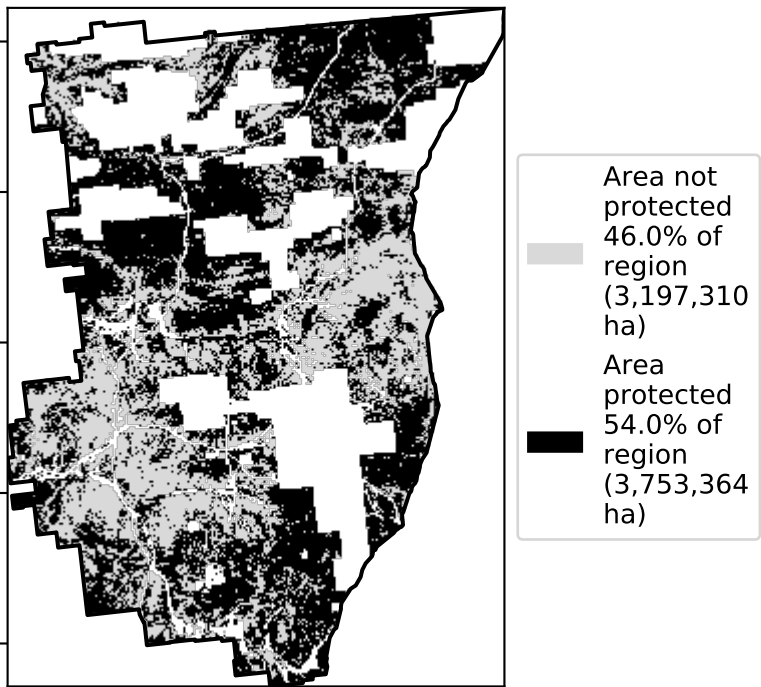 Area not
protected
46.0% of
region
(3,197,310
ha)
Area
protected
54.0% of
region
(3,753,364
ha)